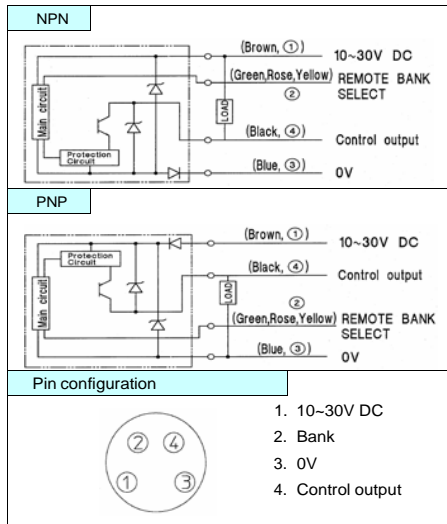 NPN
(Brown, ①)
10~30V DC
(Green,Rose,Yellow)
②
REMOTE BANK
SELECT
LOAD
Main circuit
Protection
Circuit
(Black, ④)
Control output
(Blue, ③)
0V
PNP
(Brown, ①)
10~30V DC
Protection
Circuit
(Black, ④)
Control output
LOAD
Main circuit
②
(Green,Rose,Yellow)
REMOTE BANK
SELECT
(Blue, ③)
0V
Pin configuration
② ④
① ③
1. 10~30V DC
2. Bank
3. 0V
4. Control output